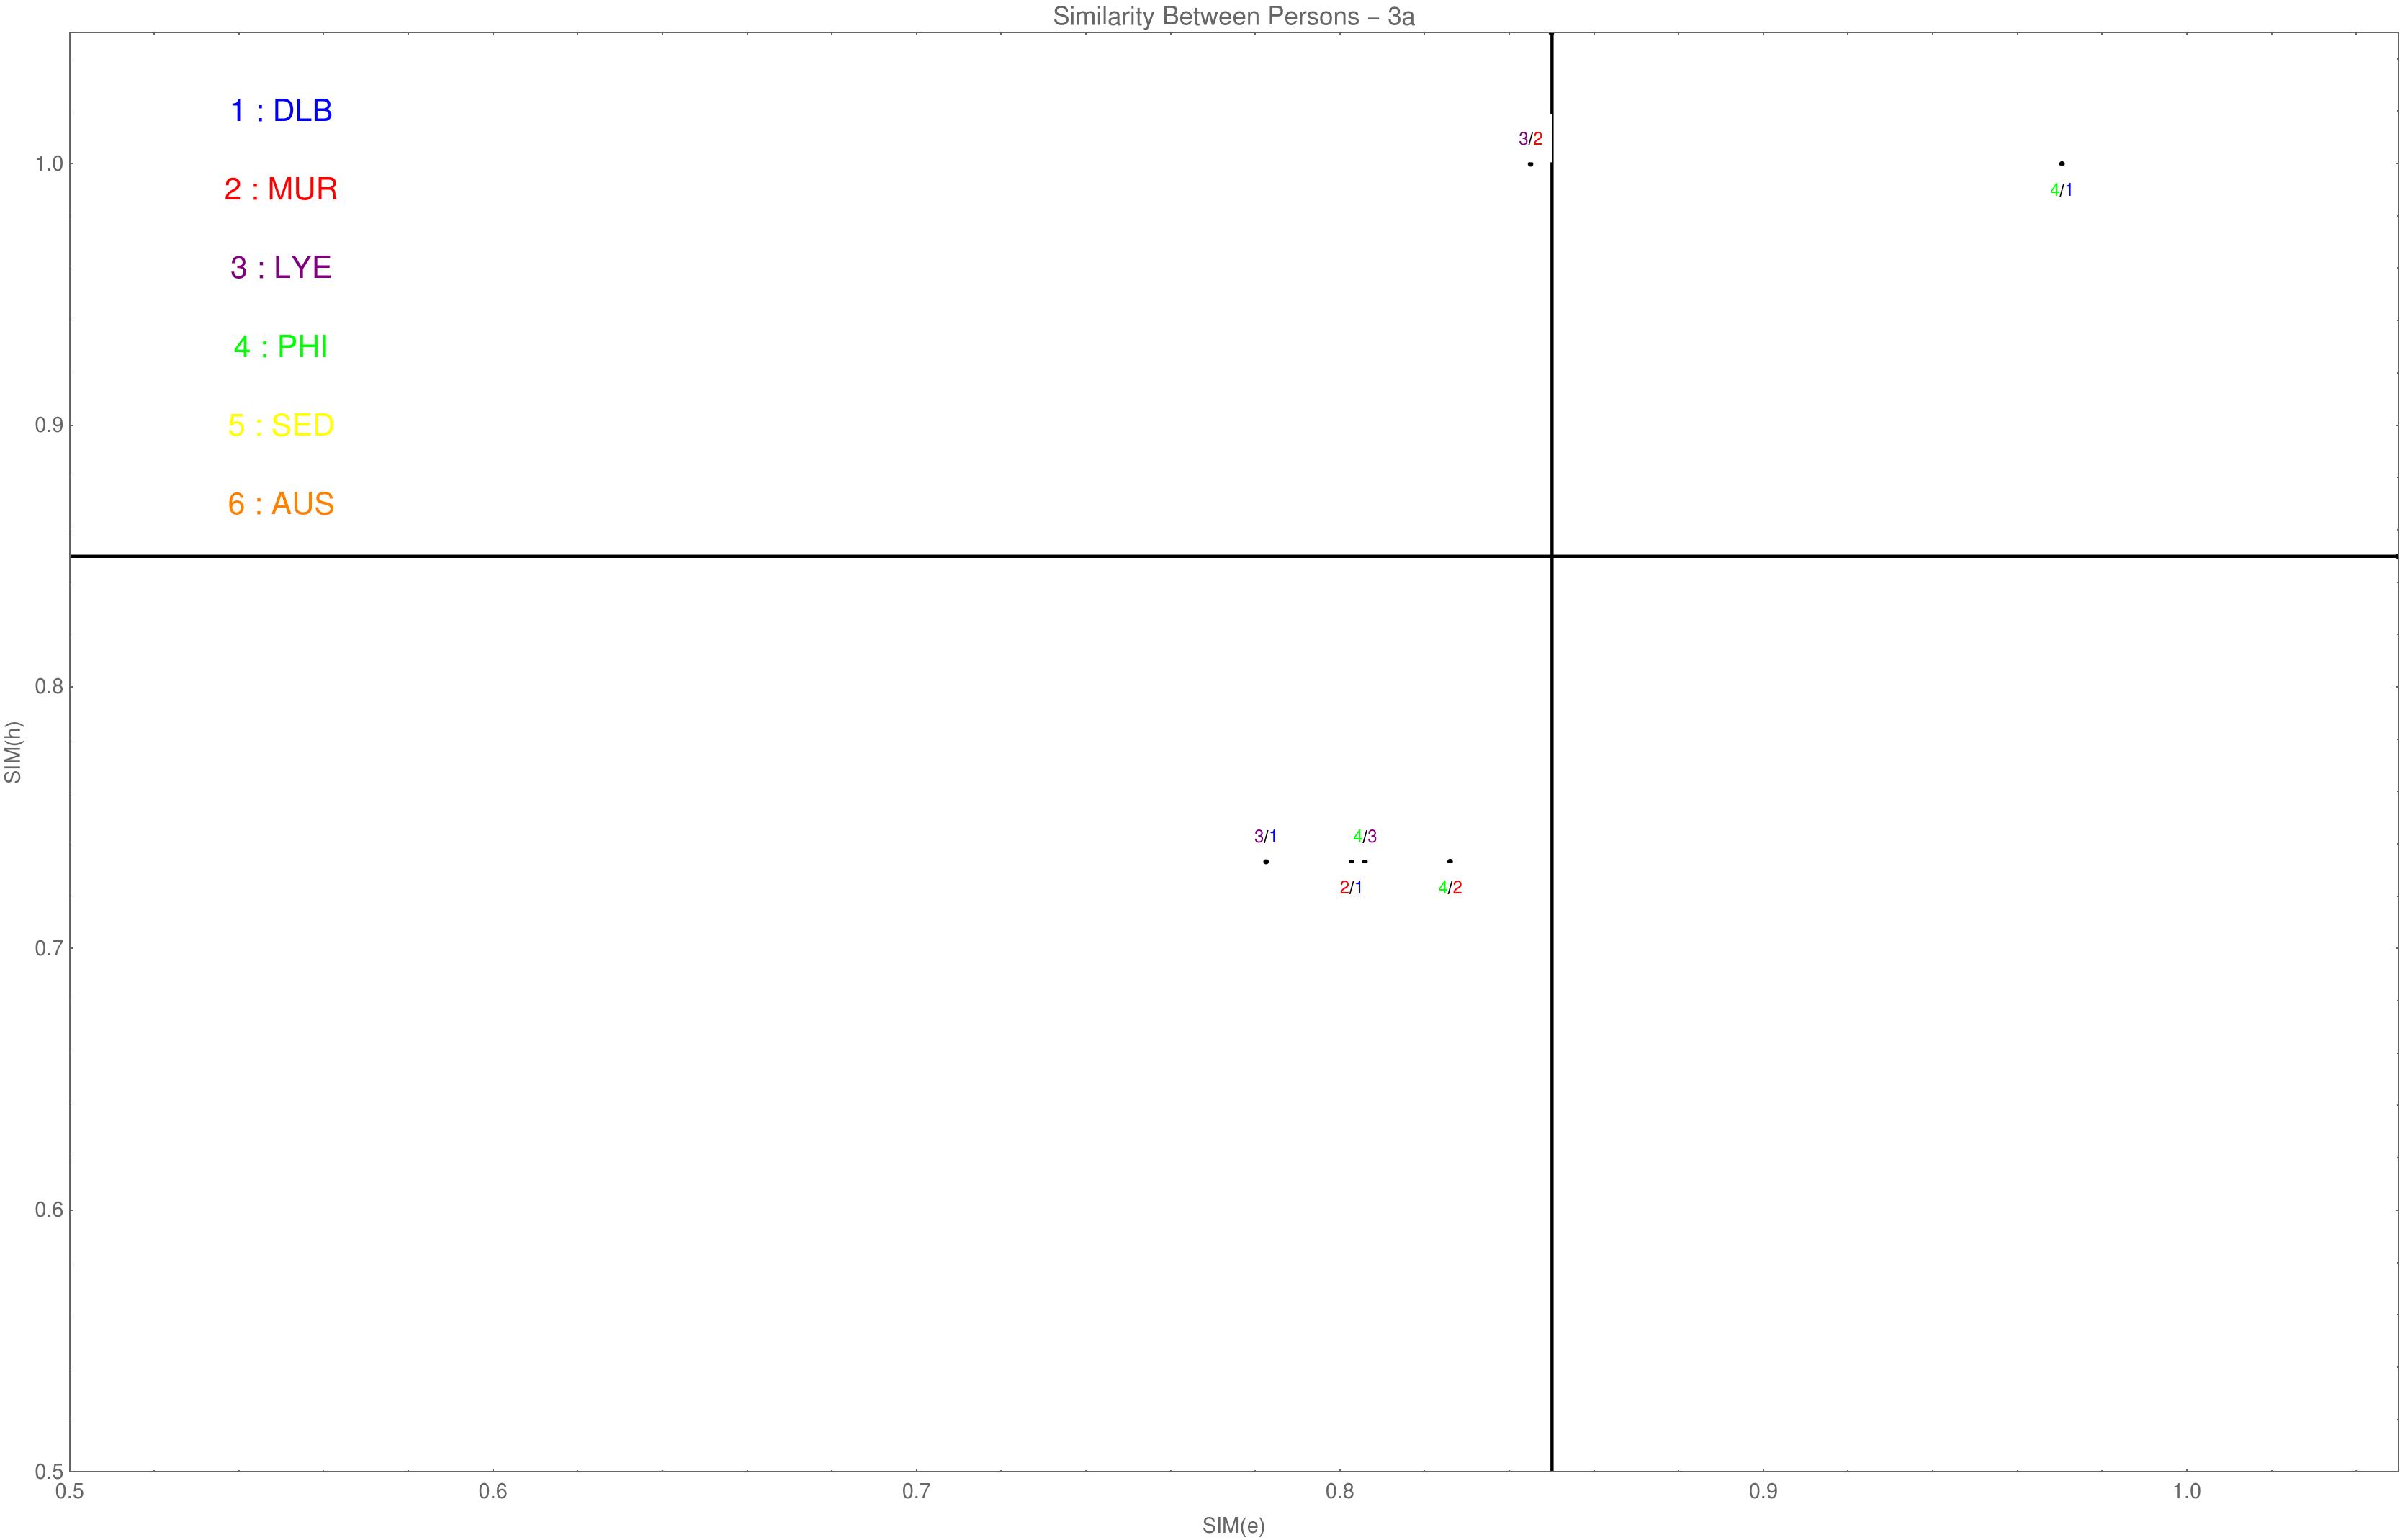 Similarity Between Persons – 3a
1 : DLB
2 : MUR
3 : LYE
4 : PHI
5 : SED
6 : AUS
3/2
4/1
3/1
4/3
2/1
4/2
1.0
0.9
0.8
0.7
0.6
0.5
SIM(h)
0.5
0.6
0.7
0.8
0.9
1.0
SIM(e)